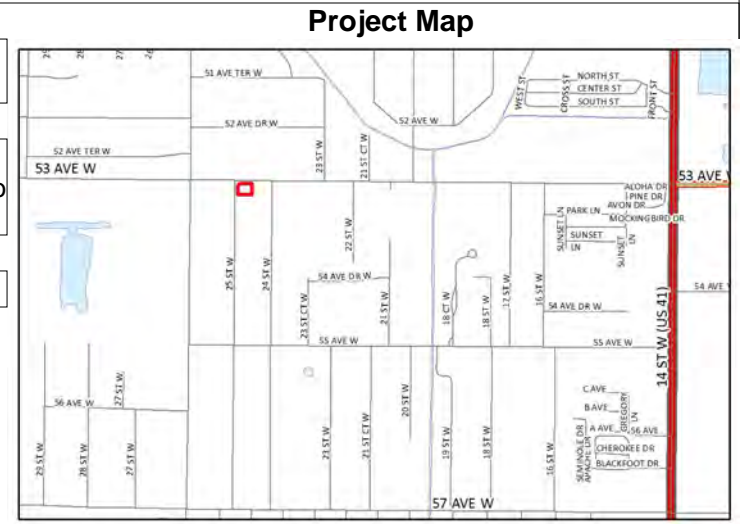 Project Map
29
28
27
26
51 AVE TER W
NORTH ST
CENTER ST
SOUTH ST
WEST ST
CROSS ST
FRONT ST
52 AVE DR W
52 AVE W
23 ST W
21 ST CT W
52 AVE TER W
53 AVE W
53 AVE
ALOHA DR
PINE DR
AVON DR
PARK LN
MOCKINGBIRD DR
SUNSET LN
SUNSET LN
SUNSET LN
25 ST W
24 ST W
22 ST W
54 AVE DR W
23 ST CT W
21 ST W
18 CT W
18 ST W
17 ST W
16 ST W
54 AVE DR W
54 AVE
14 ST W (US 41)
55 AVE W
55 AVE W
27 ST W
56 AVE W
29 ST W
28 ST W
27 ST W
23 ST W
21 ST CT W
20 ST W
19 ST W
18 ST W
16 ST W
C AVE
B AVE
A AVE
GREGORY LN
56 AVE
SEMINOLE DR
APACHE DR
CHEROKEE DR
BLACKFOOT DR
57 AVE W